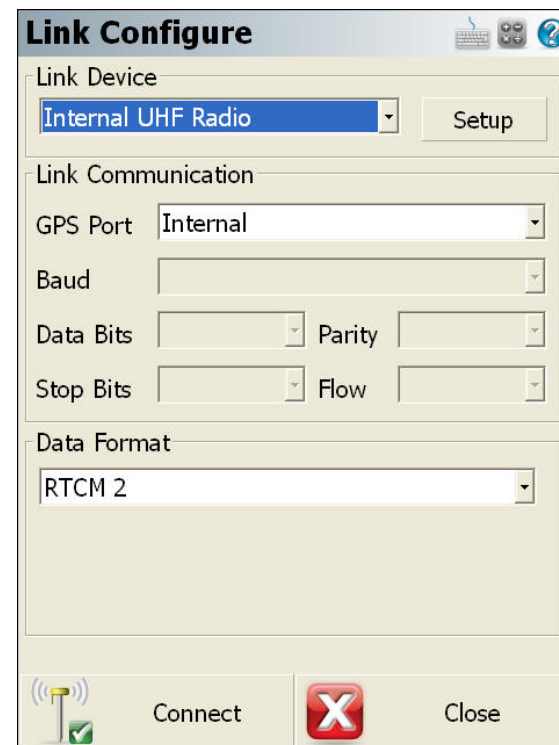 Link Configure
Link Device
Internal UHF Radio
Setup
Link Communication
GPS Port Internal
Baud
Data Bits Parity
Stop Bits Flow
Data Format
RTCM 2
Connect Close